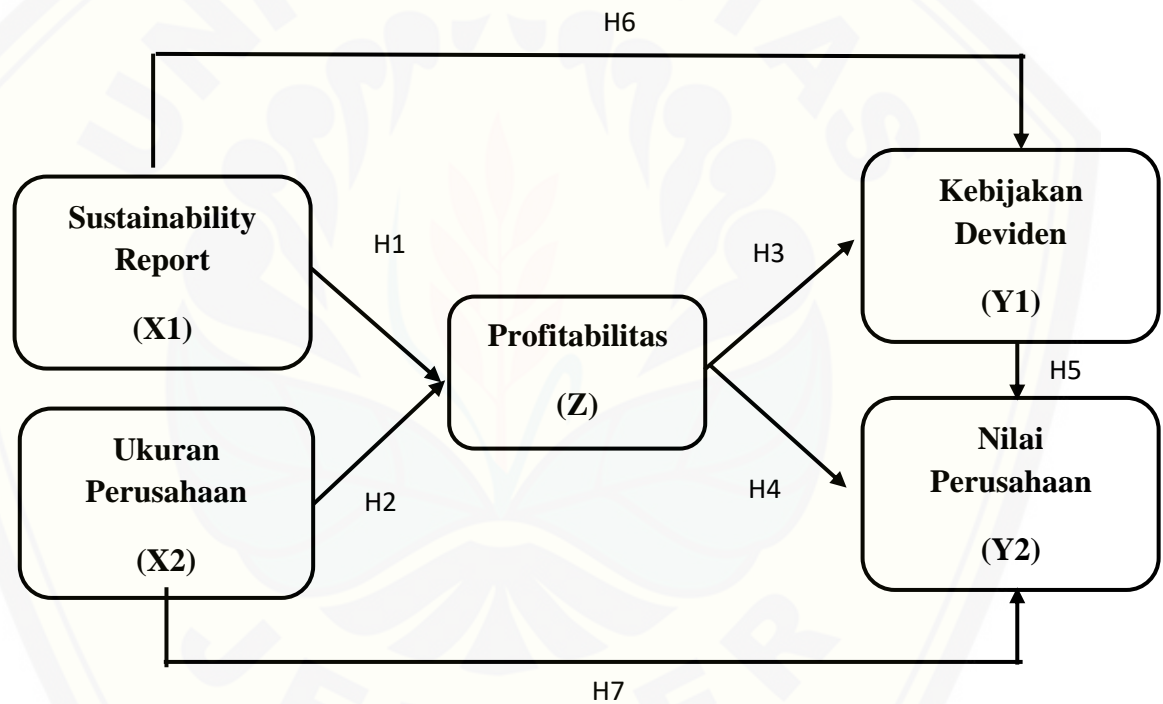 H6
Sustainability
Report
(X1)
H1
Profitabilitas
(Z)
H3
Kebijakan
Deviden
(Y1)
H5
Ukuran
Perusahaan
(X2)
H2
H4
Nilai
Perusahaan
(Y2)
H7